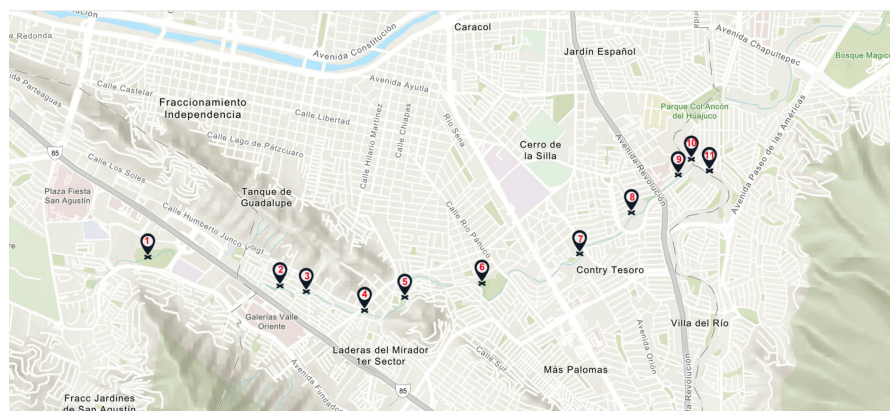 Caracol
Avenida Constitución
a Redonda
Jardín Español
Avenida Chapultepec
Bosque Magico
Avenida Ayutla
Calle Castelar
Avenida Parteaguas
Fraccionamiento
Independencia
Calle Libertad
Calle Hilario Martínez
Calle Chiapas
Río Sena
Parque Col Ancón
del Huajuco
Calle Lago de Pátzcuaro
Cerro de
la Silla
Avenida Revolución
Avenida Paseo de las Américas
85
Calle Los Soles
10
9
11
Plaza Fiesta
San Agustín
Tanque de
Guadalupe
8
Calle Humberto Junco Voigt
Calle Río Pánuco
1
7
2
3
6
Contry Tesoro
5
4
Galerías Valle
Oriente
Villa del Río
Laderas del Mirador
1er Sector
Calle Sur
Avenida Orión
Más Palomas
Avenida Fundadores
85
Revolución
Fracc Jardines
de San Agustín